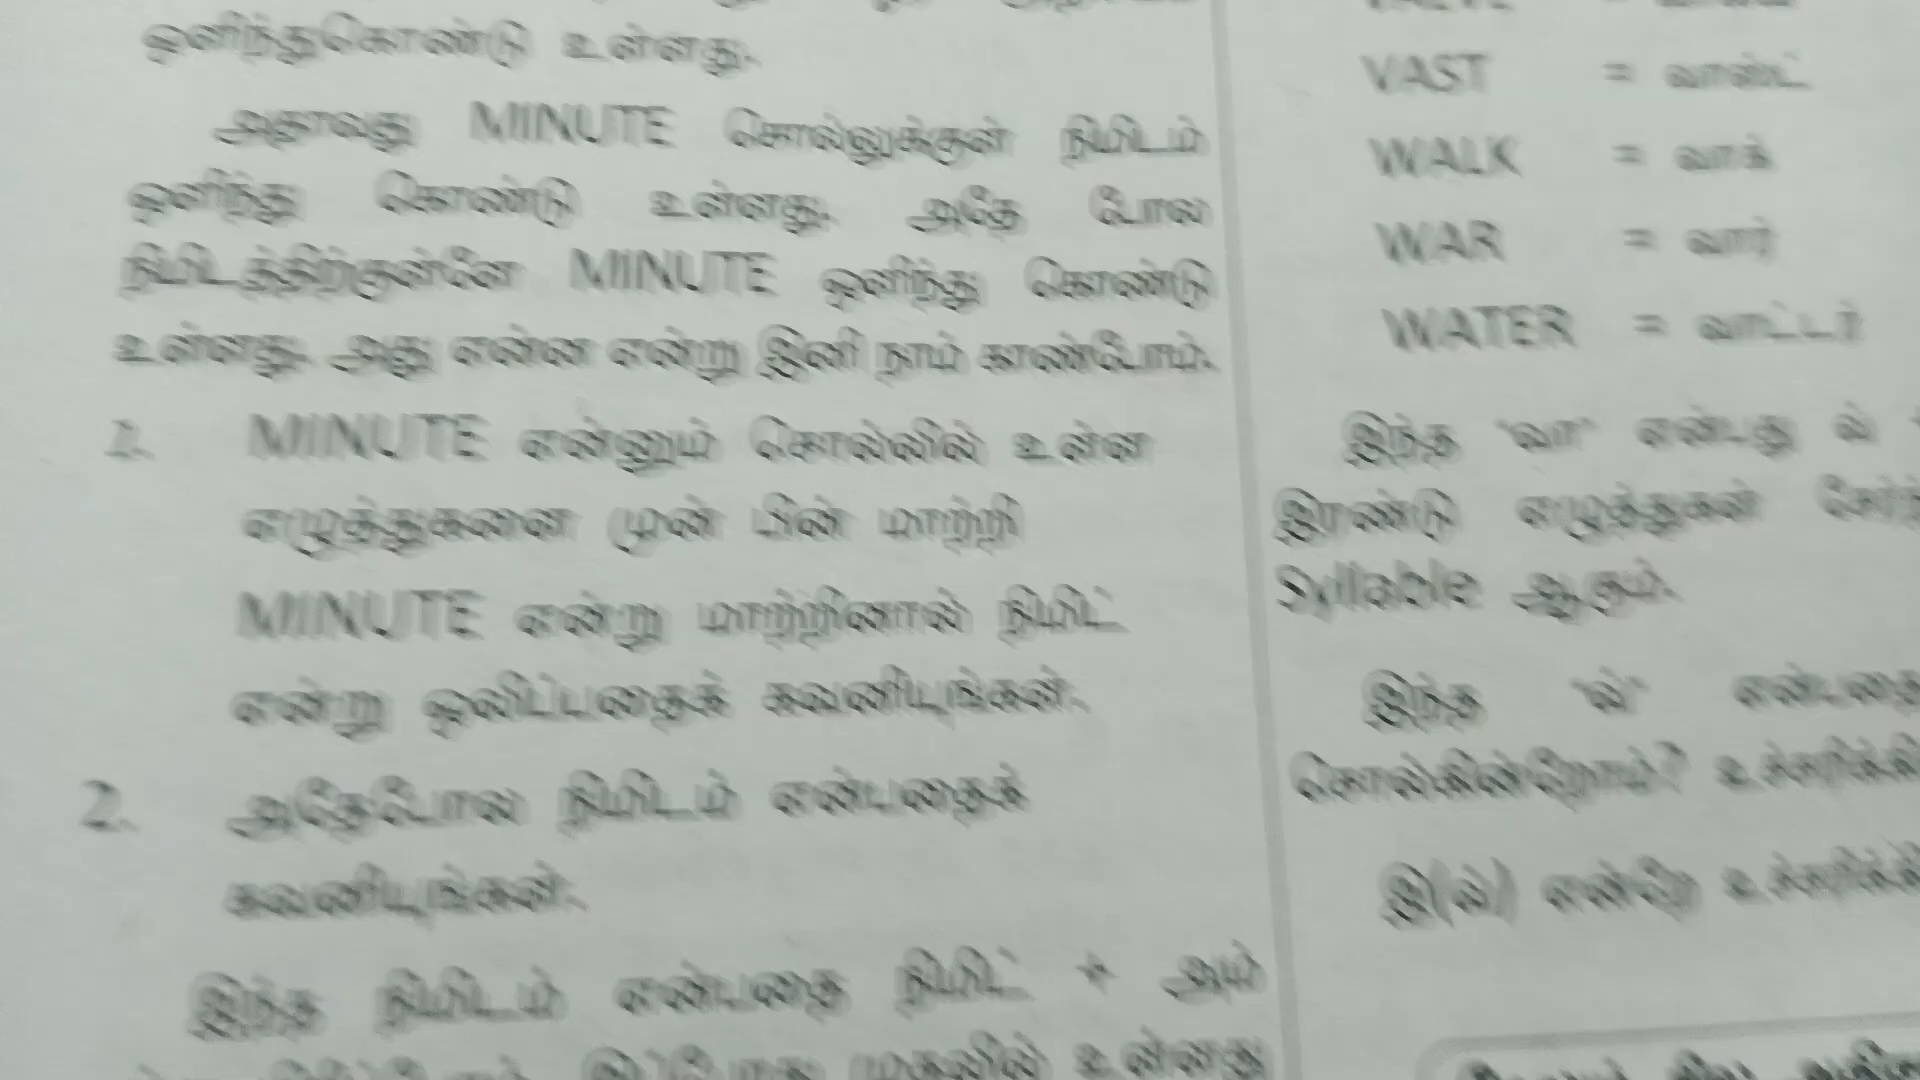 ஒளிந்துகொண்டு உள்ளது.
அதாவது MINUTE சொல்லுக்குள் நிமிடம்
ஒளிந்து கொண்டு உள்ளது. அதே போல
நிமிடத்திற்குள்ளே MINUTE ஒளிந்து கொண்டு
உள்ளது. அது என்ன என்று இனி நாம் காண்போம்.
1. MINUTE என்னும் சொல்லில் உள்ள
எழுத்துகளை முன் பின் மாற்றி
MINUTE என்று மாற்றினால் நிமிட்
என்று ஒலிப்பதைக் கவனியுங்கள்.
2. அதேபோல நிமிடம் என்பதைக்
கவனியுங்கள்.
இந்த நிமிடம் என்பதை நிமிட் + அம்
முதலில் உள்ளது
VAST = வாஸ்ட்
WALK = வாக்
WAR = வார்
WATER = வாட்டர்
இந்த 'வா' என்பது வ்
இரண்டு எழுத்துகள்
Syllable ஆகும்.
இந்த 'வ்' என்பதை
சொல்கின்றோம்?
இ(வ்) என்றே